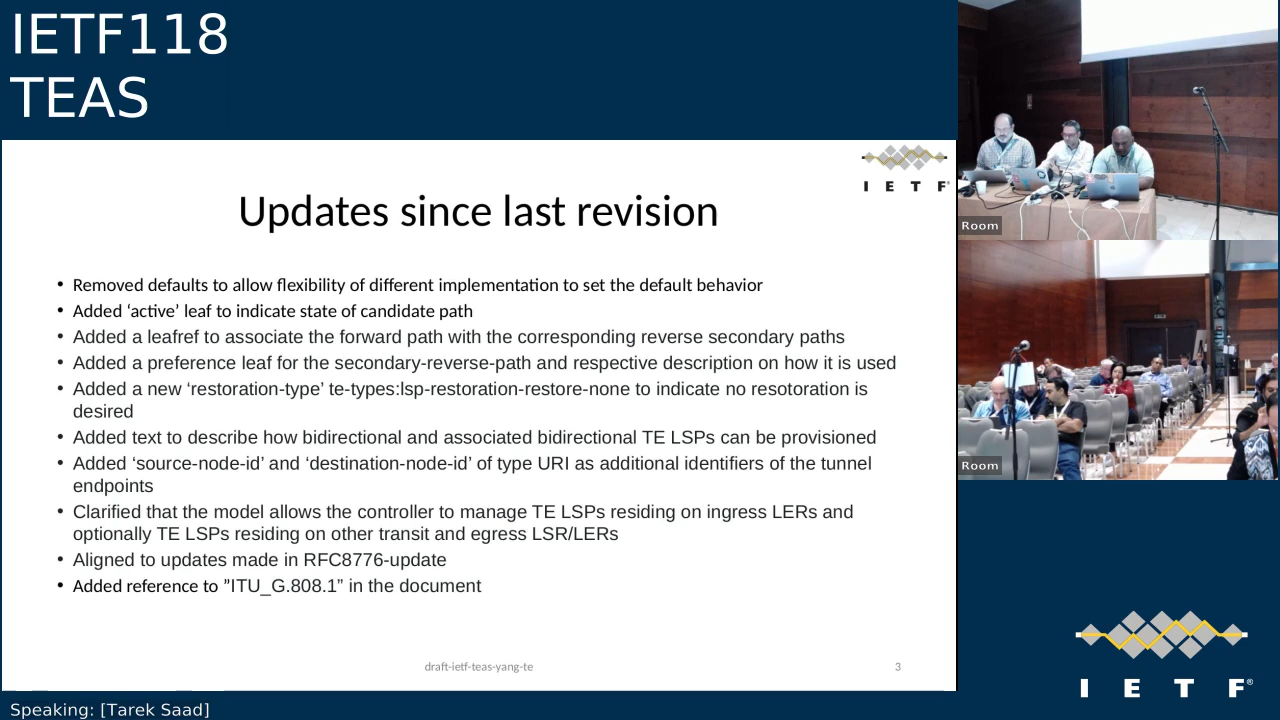 IETF118
TEAS
IETF
Updates since last revision
• Removed defaults to allow flexibility of different implementation to set the default behavior
• Added ‘active’ leaf to indicate state of candidate path
• Added a leafref to associate the forward path with the corresponding reverse secondary paths
• Added a preference leaf for the secondary-reverse-path and respective description on how it is used
• Added a new ‘restoration-type’ te-types:lsp-restoration-restore-none to indicate no resotoration is
desired
• Added text to describe how bidirectional and associated bidirectional TE LSPs can be provisioned
• Added ‘source-node-id’ and ‘destination-node-id’ of type URI as additional identifiers of the tunnel
endpoints
• Clarified that the model allows the controller to manage TE LSPs residing on ingress LERs and
optionally TE LSPs residing on other transit and egress LSR/LERs
• Aligned to updates made in RFC8776-update
• Added reference to ”ITU_G.808.1” in the document
draft-ietf-teas-yang-te
3
Room
Room
IETF®
Speaking: [Tarek Saad]